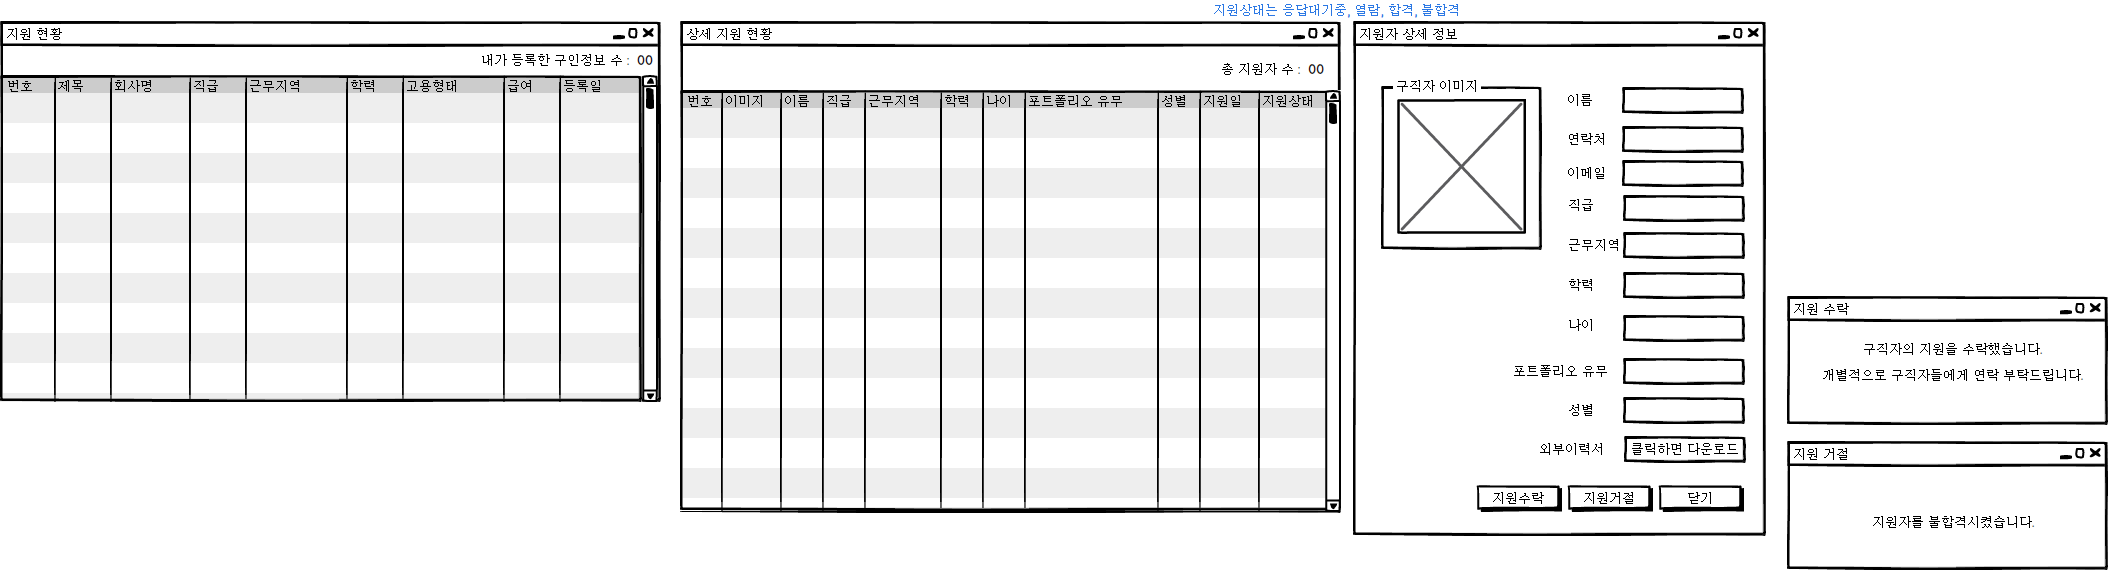 지원상태는 응답대기중, 열람, 합격, 불합격
지원 현황
내가 등록한 구인정보 수 : 00
번호 제목 회사명 직급 근무지역 학력 고용형태 급여 등록일
상세 지원 현황
총 지원자 수 : 00
번호 이미지 이름 직급 근무지역 학력 나이 포트폴리오 유무 성별 지원일 지원상태
지원자 상세 정보
구직자 이미지
이름
연락처
이메일
직급
근무지역
학력
나이
포트폴리오 유무
성별
외부이력서 클릭하면 다운로드
지원수락 지원거절 닫기
지원 수락
구직자의 지원을 수락했습니다.
개별적으로 구직자들에게 연락 부탁드립니다.
지원 거절
지원자를 불합격시켰습니다.